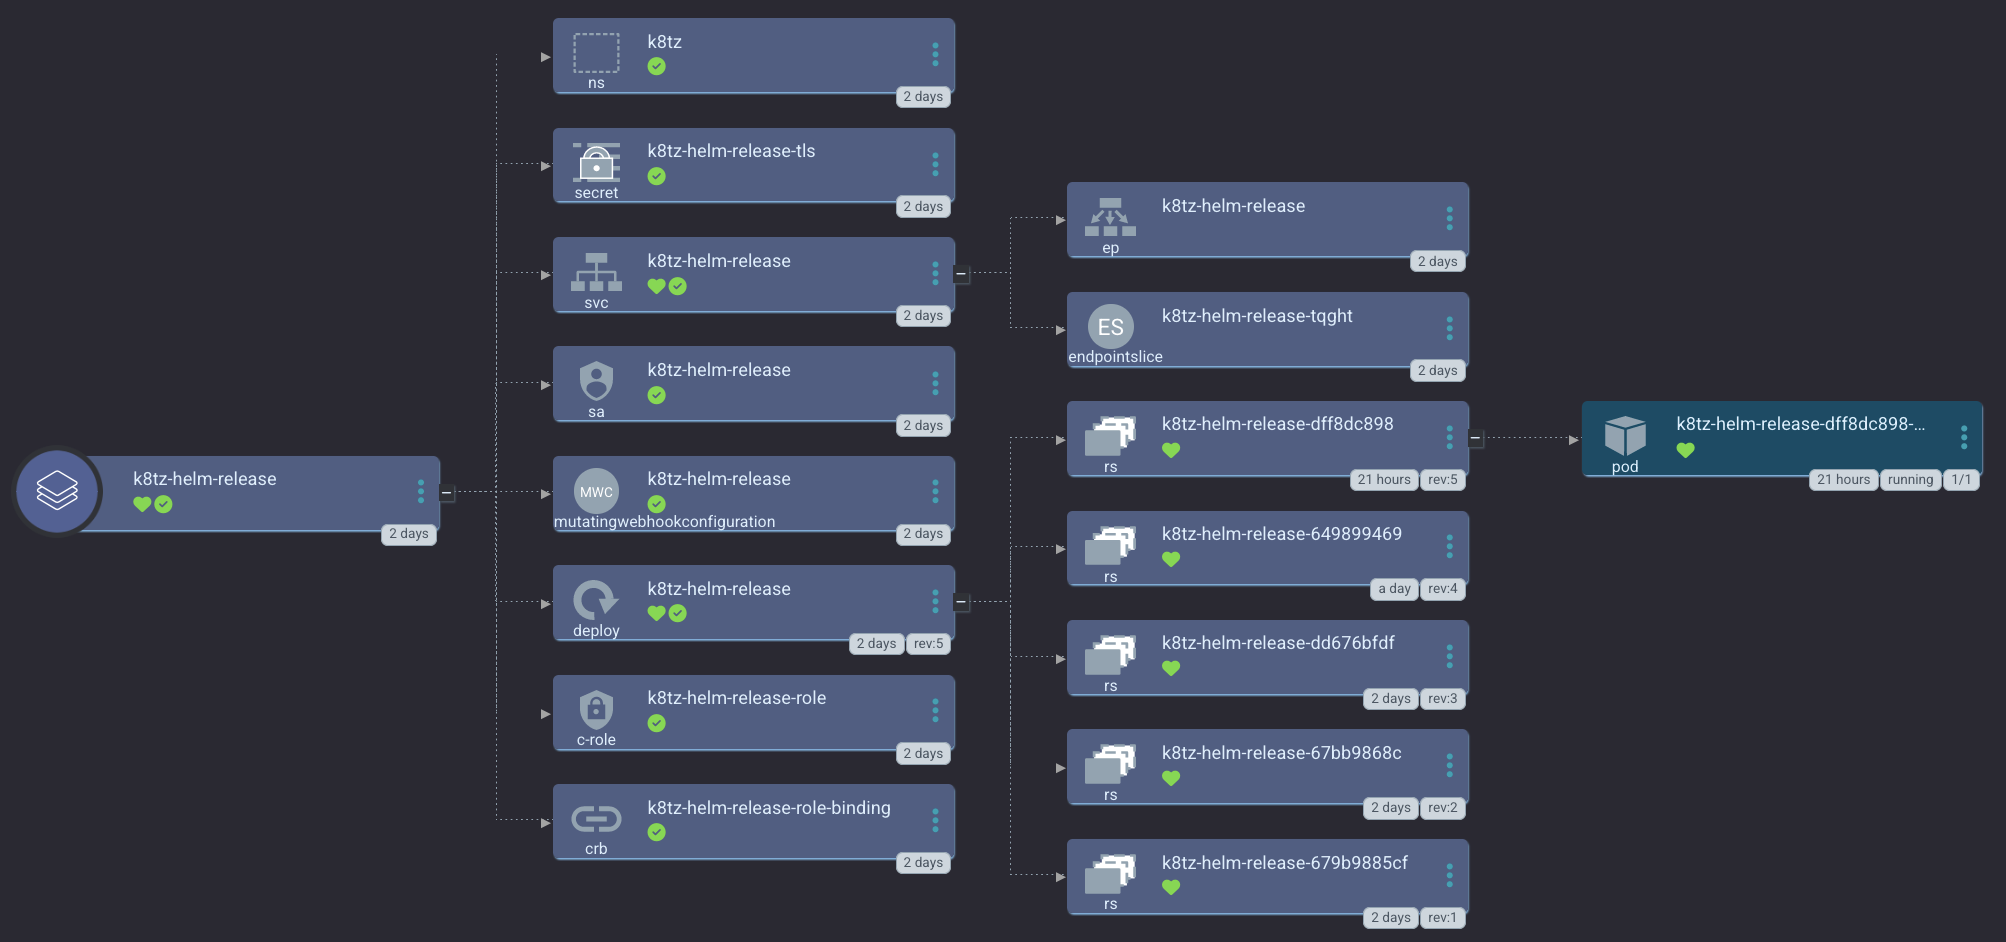 k8tz-helm-release
2 days
k8tz
ns
2 days
k8tz-helm-release-tls
secret
2 days
k8tz-helm-release
svc
2 days
k8tz-helm-release
sa
2 days
k8tz-helm-release
MWC
mutatingwebhookconfiguration
2 days
k8tz-helm-release
deploy
2 days rev:5
k8tz-helm-release-role
c-role
2 days
k8tz-helm-release-role-binding
crb
2 days
k8tz-helm-release
ep
2 days
k8tz-helm-release-tqght
ES
endpointslice
2 days
k8tz-helm-release-dff8dc898
rs
21 hours rev:5
k8tz-helm-release-649899469
rs
a day rev:4
k8tz-helm-release-dd676bfdf
rs
2 days rev:3
k8tz-helm-release-67bb9868c
rs
2 days rev:2
k8tz-helm-release-679b9885cf
rs
2 days rev:1
k8tz-helm-release-dff8dc898-...
pod
21 hours running 1/1